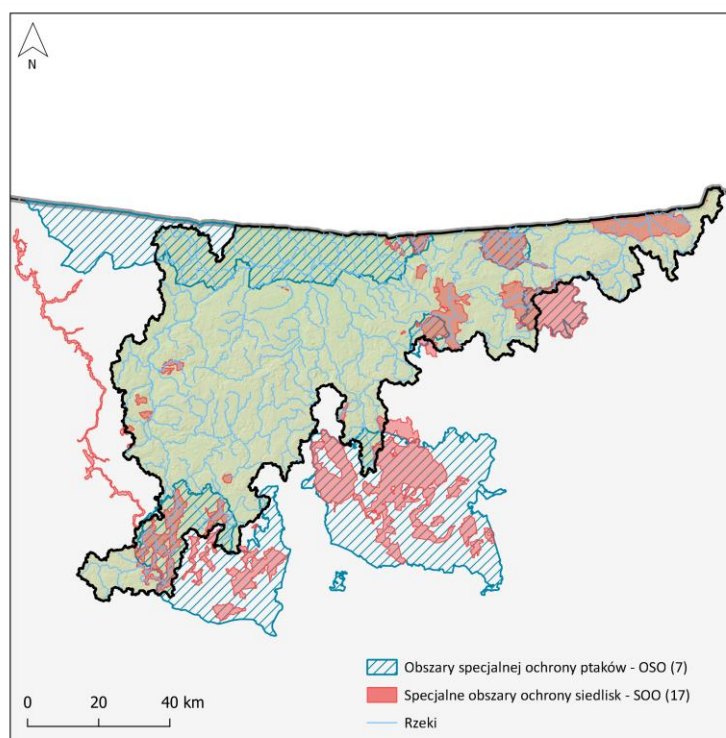 N
Obszary specjalnej ochrony ptaków - OSO (7)
Specjalne obszary ochrony siedlisk - SOO (17)
Rzeki
0 20 40 km